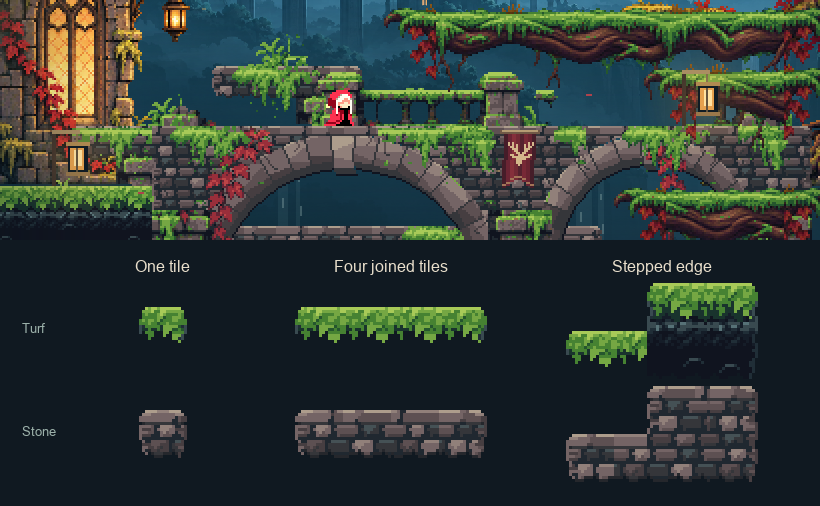 One tile
Four joined tiles
Stepped edge
Turf
Stone